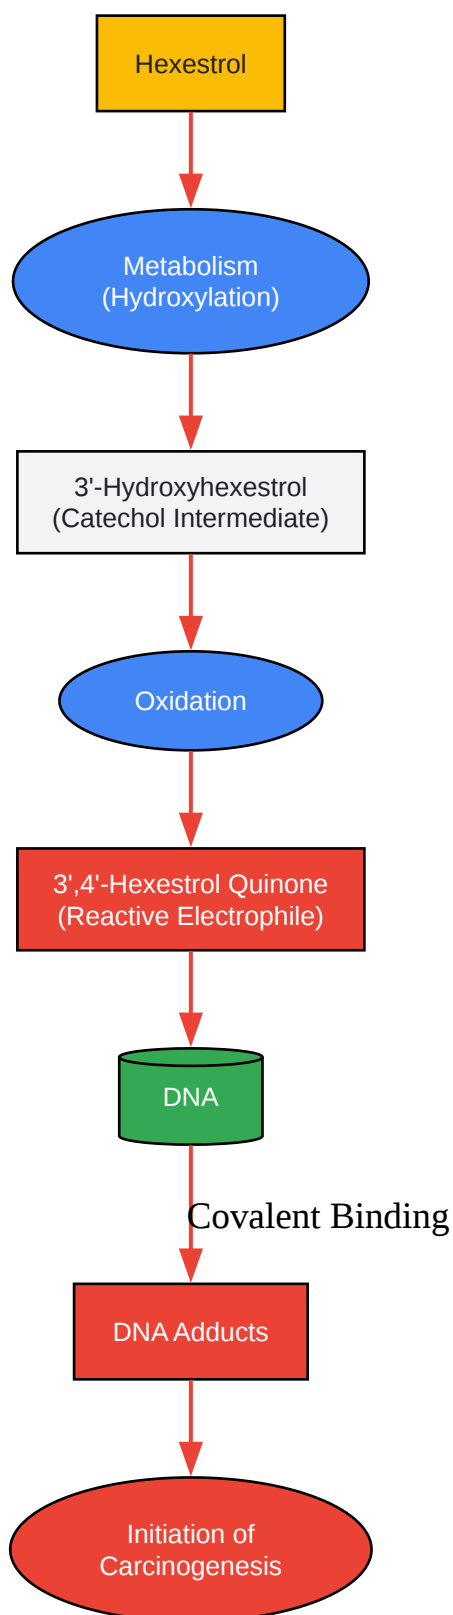 Hexestrol
Metabolism
(Hydroxylation)
3'-Hydroxyhexestrol
(Catechol Intermediate)
Oxidation
3',4'-Hexestrol Quinone
(Reactive Electrophile)
DNA
Covalent Binding
DNA Adducts
Initiation of
Carcinogenesis